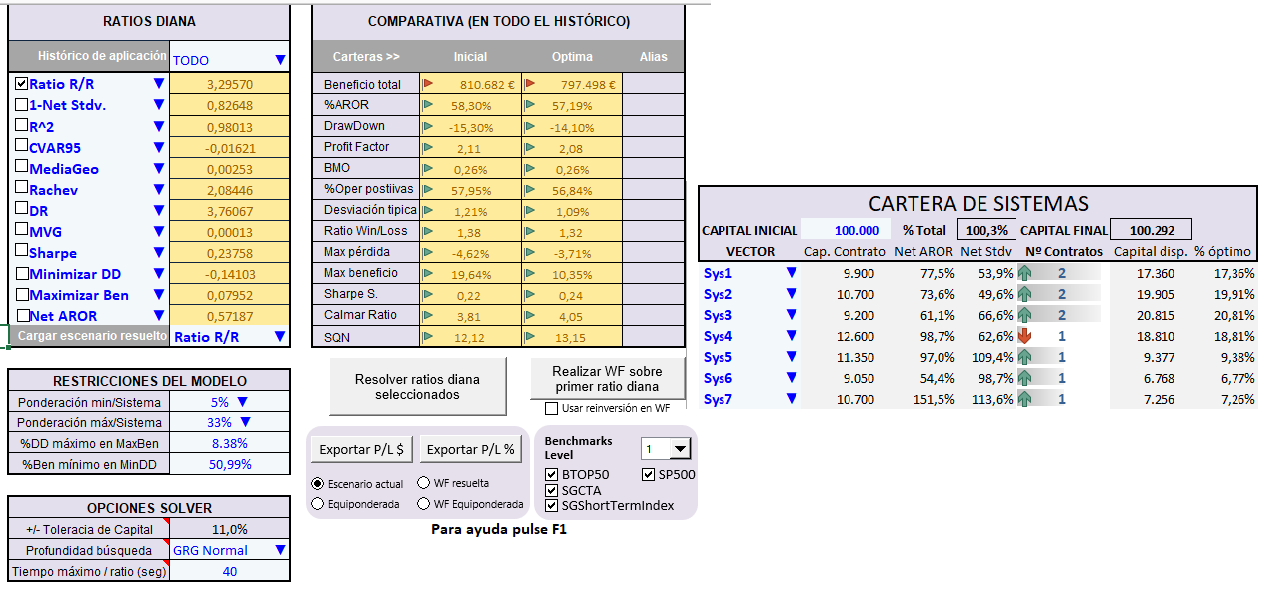 RATIOS DIANA
Histórico de aplicación TODO
Ratio R/R 3,29570
1-Net Stdv. 0,82648
R^2 0,98013
CVAR95 -0,01621
MediaGeo 0,00253
Rachev 2,08446
DR 3,76067
MVG 0,00013
Sharpe 0,23758
Minimizar DD -0,14103
Maximizar Ben 0,07952
Net AROR 0,57187
Cargar escenario resuelto Ratio R/R
RESTRICCIONES DEL MODELO
Ponderación min/Sistema 5%
Ponderación máx/Sistema 33%
%DD máximo en MaxBen 8.38%
%Ben mínimo en MinDD 50,99%
OPCIONES SOLVER
+/- Toleracia de Capital 11,0%
Profundidad búsqueda GRG Normal
Tiempo máximo / ratio (seg) 40
COMPARATIVA (EN TODO EL HISTÓRICO)
Carteras >> Inicial Optima Alias
Beneficio total 810.682 € 797.498 €
%AROR 58,30% 57,19%
DrawDown -15,30% -14,10%
Profit Factor 2,11 2,08
BMO 0,26% 0,26%
%Oper postiivas 57,95% 56,84%
Desviación tipica 1,21% 1,09%
Ratio Win/Loss 1,38 1,32
Max pérdida -4,62% -3,71%
Max beneficio 19,64% 10,35%
Sharpe S. 0,22 0,24
Calmar Ratio 3,81 4,05
SQN 12,12 13,15
Resolver ratios diana
seleccionados
Realizar WF sobre
primer ratio diana
Usar reinversión en WF
Exportar P/L $ Exportar P/L %
Escenario actual WF resuelta
Equiponderada WF Equiponderada
Benchmarks
Level 1
BTOP50 SP500
SGCTA
SGShortTermIndex
Para ayuda pulse F1
CARTERA DE SISTEMAS
CAPITAL INICIAL 100.000 %Total 100,3% CAPITAL FINAL 100.292
VECTOR Cap. Contrato Net AROR Net Stdv Nº Contratos Capital disp. % óptimo
Sys1 9.900 77,5% 53,9% 2 17.360 17,36%
Sys2 10.700 73,6% 49,6% 2 19.905 19,91%
Sys3 9.200 61,1% 66,6% 2 20.815 20,81%
Sys4 12.600 98,7% 62,6% 1 18.810 18,81%
Sys5 11.350 97,0% 109,4% 1 9.377 9,38%
Sys6 9.050 54,4% 98,7% 1 6.768 6,77%
Sys7 10.700 151,5% 113,6% 1 7.256 7,26%